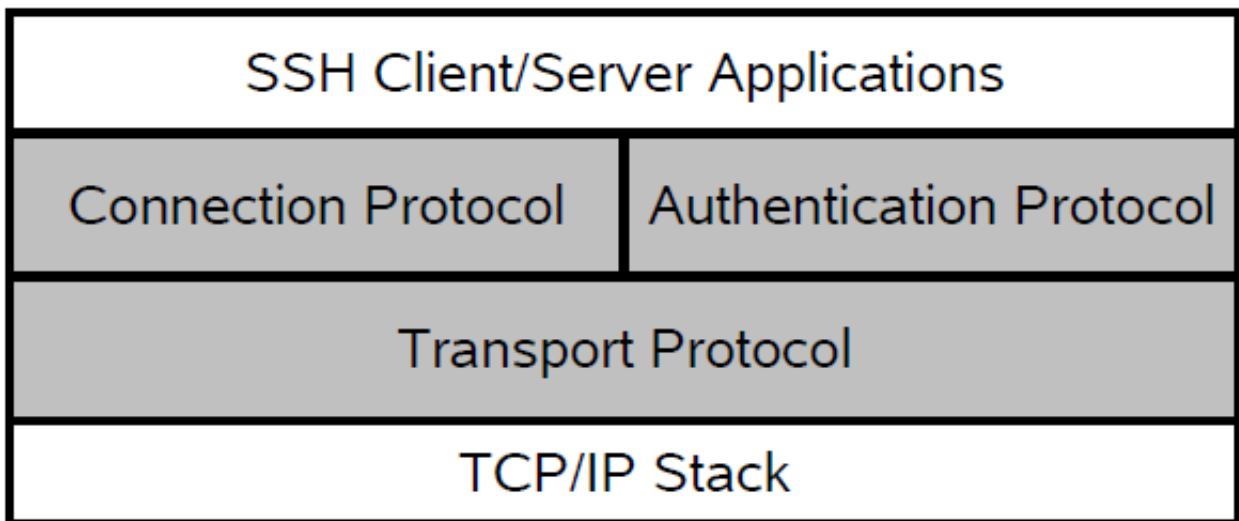 SSH Client/Server Applications
Connection Protocol
Authentication Protocol
Transport Protocol
TCP/IP Stack